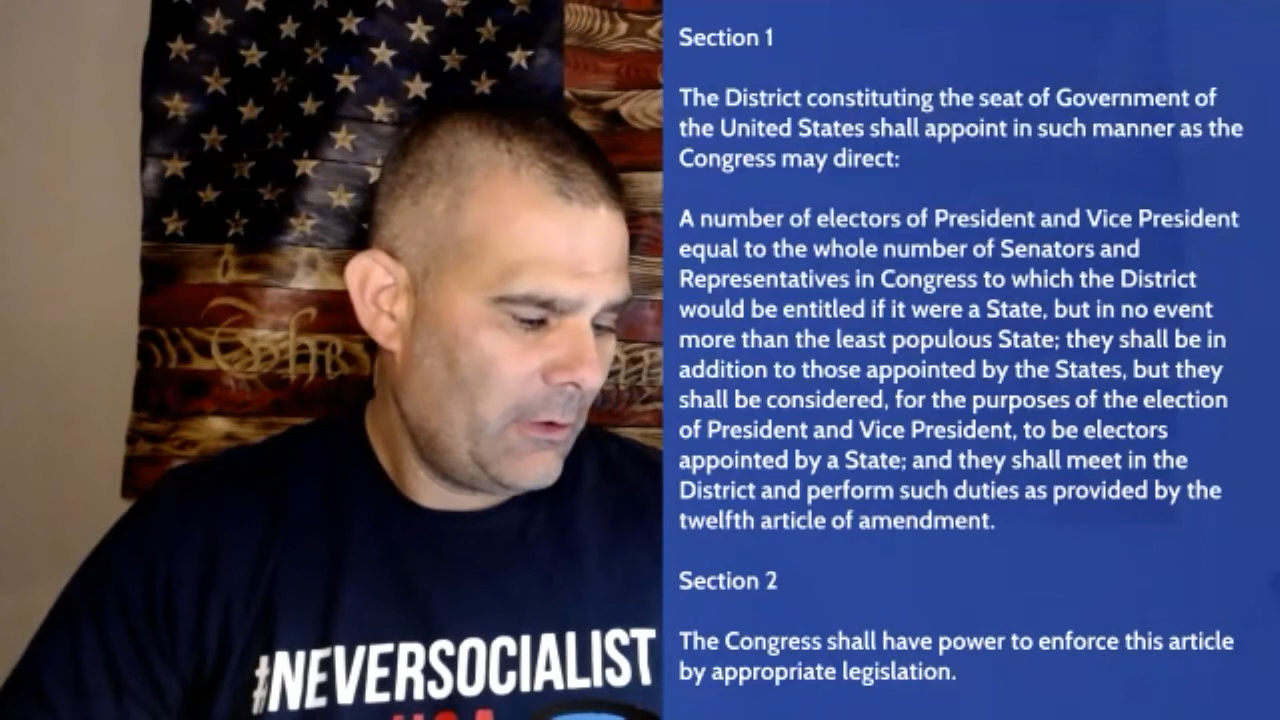 Section 1
The District constituting the seat of Government of
the United States shall appoint in such manner as the
Congress may direct:
A number of electors of President and Vice President
equal to the whole number of Senators and
Representatives in Congress to which the District
would be entitled if it were a State, but in no event
more than the least populous State; they shall be in
addition to those appointed by the States, but they
shall be considered, for the purposes of the election
of President and Vice President, to be electors
appointed by a State; and they shall meet in the
District and perform such duties as provided by the
twelfth article of amendment.
Section 2
The Congress shall have power to enforce this article
by appropriate legislation.
#NEVERSOCIALIST
USA